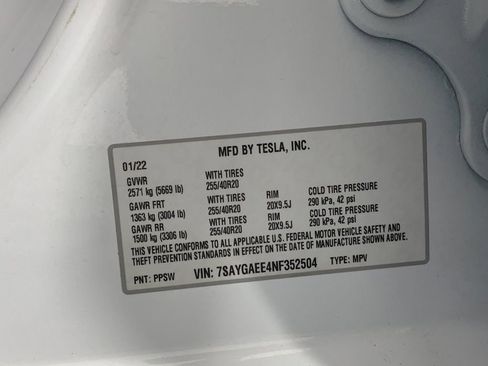 MFD BY TESLA, INC.
01/22
GVWR WITH TIRES
2571 kg (5669 lb) 255/40R20
GAWR FRT WITH TIRES RIM COLD TIRE PRESSURE
1363 kg (3004 lb) 255/40R20 20X9.5J 290 kPa, 42 psi
GAWR RR WITH TIRES RIM COLD TIRE PRESSURE
1500 kg (3306 lb) 255/40R20 20X9.5J 290 kPa, 42 psi
THIS VEHICLE CONFORMS TO ALL APPLICABLE U.S. FEDERAL MOTOR VEHICLE SAFETY AND
THEFT PREVENTION STANDARDS IN EFFECT ON THE DATE OF MANUFACTURE SHOWN ABOVE.
PNT: PPSW VIN: 7SAYGAEE4NF352504 TYPE: MPV